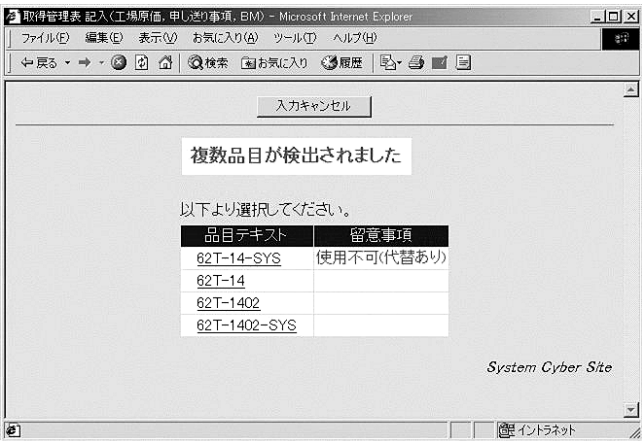 取得管理表 記入(工場原価, 申し送り事項, BM) - Microsoft Internet Explorer
ファイル(F) 編集(E) 表示(V) お気に入り(A) ツール(T) ヘルプ(H)
戻る 検索 お気に入り 履歴
入力キャンセル
複数品目が検出されました
以下より選択してください。
品目テキスト 留意事項
62T-14-SYS 使用不可(代替あり)
62T-14
62T-1402
62T-1402-SYS
System Cyber Site
イントラネット